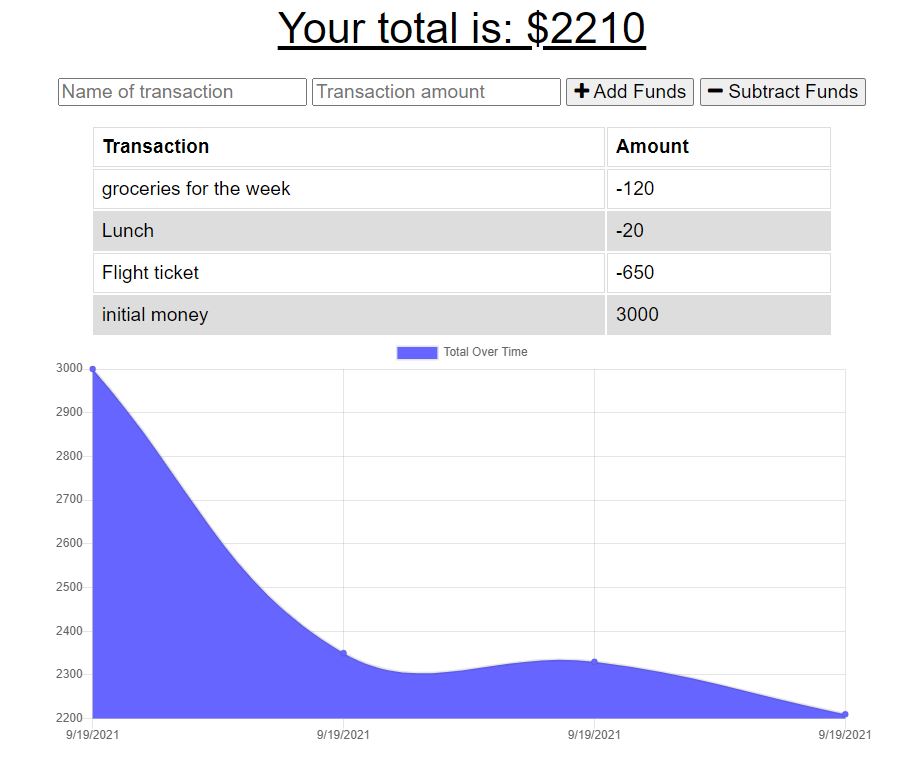 Your total is: $2210
Name of transaction Transaction amount + Add Funds − Subtract Funds
Transaction Amount
groceries for the week -120
Lunch -20
Flight ticket -650
initial money 3000
Total Over Time
3000
2900
2800
2700
2600
2500
2400
2300
2200
9/19/2021 9/19/2021 9/19/2021 9/19/2021